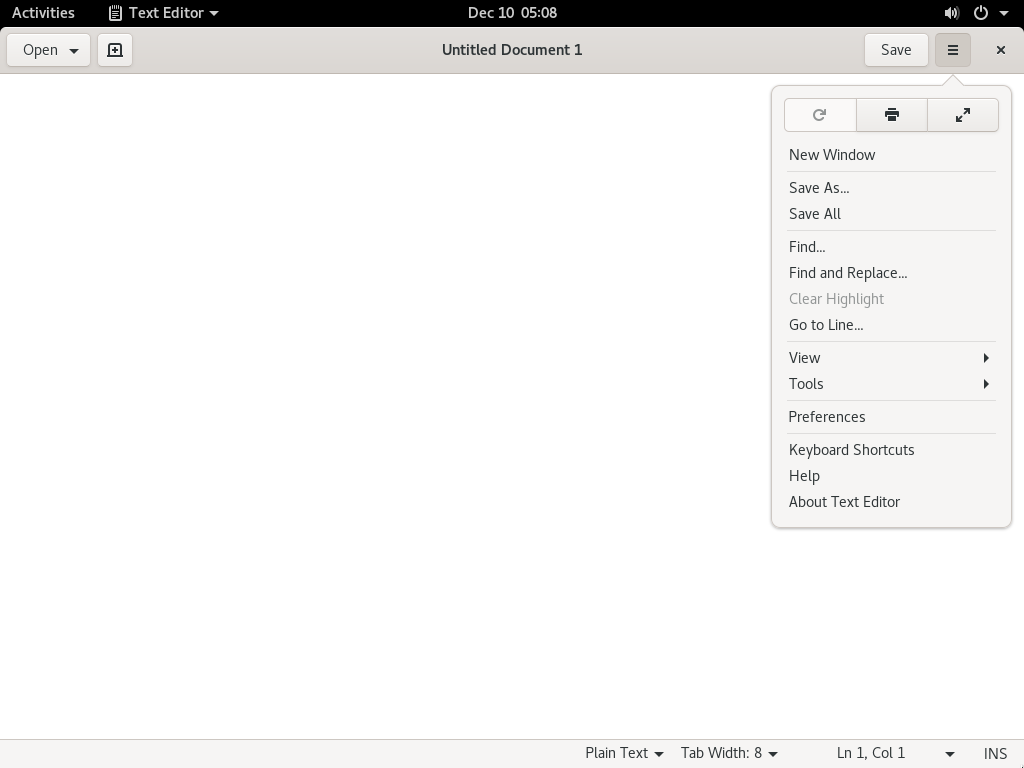 Activities Text Editor Dec 10 05:08
Open Untitled Document 1 Save
New Window
Save As...
Save All
Find...
Find and Replace...
Clear Highlight
Go to Line...
View
Tools
Preferences
Keyboard Shortcuts
Help
About Text Editor
Plain Text Tab Width: 8 Ln 1, Col 1 INS